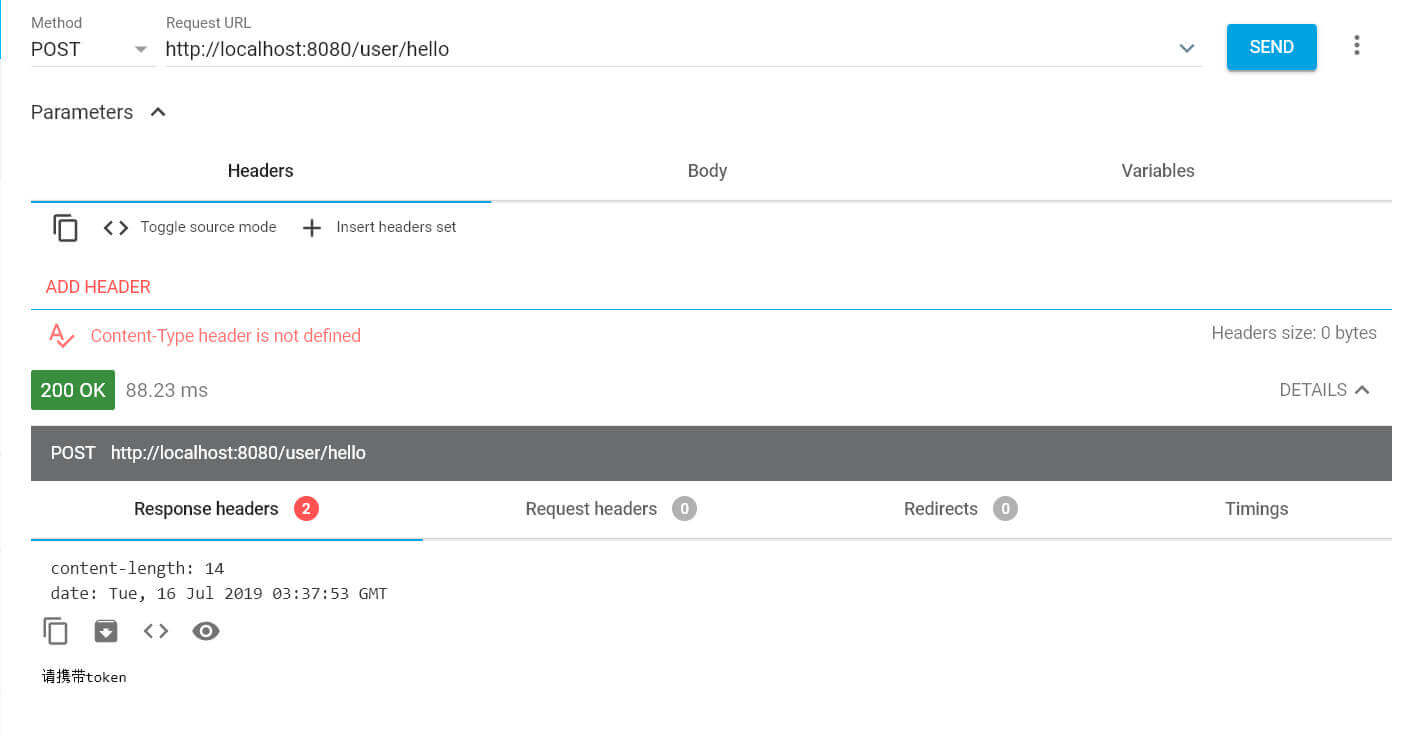 Method
Request URL
POST
http://localhost:8080/user/hello
SEND
Parameters
Headers
Body
Variables
Toggle source mode
Insert headers set
ADD HEADER
Content-Type header is not defined
Headers size: 0 bytes
200 OK
88.23 ms
DETAILS
POST http://localhost:8080/user/hello
Response headers 2
Request headers 0
Redirects 0
Timings
content-length: 14
date: Tue, 16 Jul 2019 03:37:53 GMT
请携带token